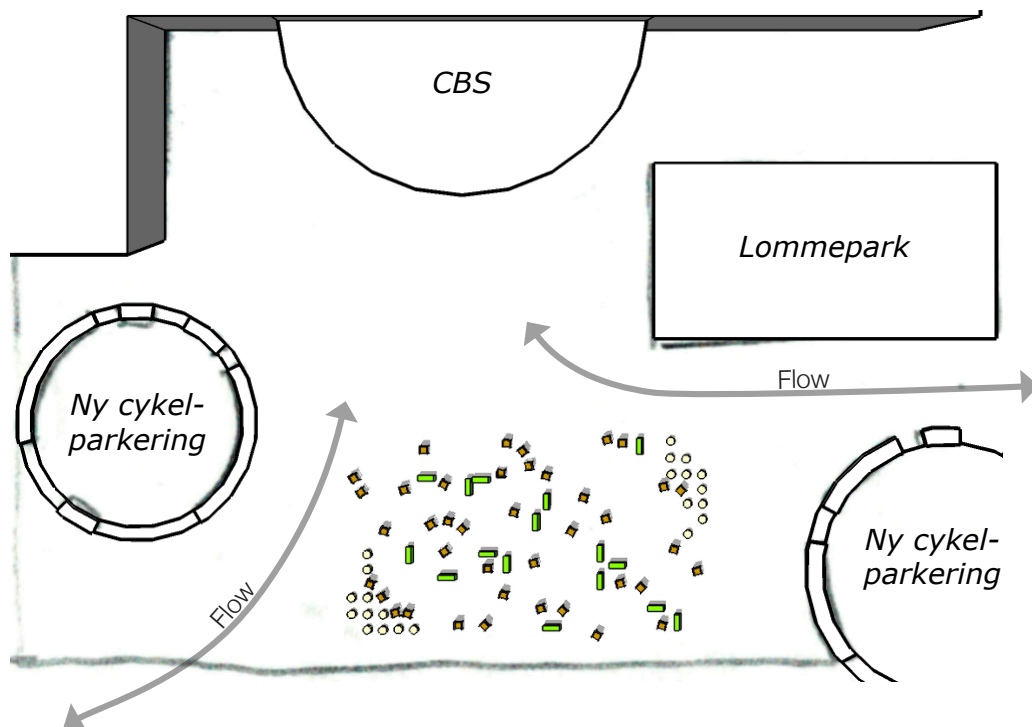 CBS
Lommepark
Flow
Ny cykel-
parkering
Ny cykel-
parkering
Flow